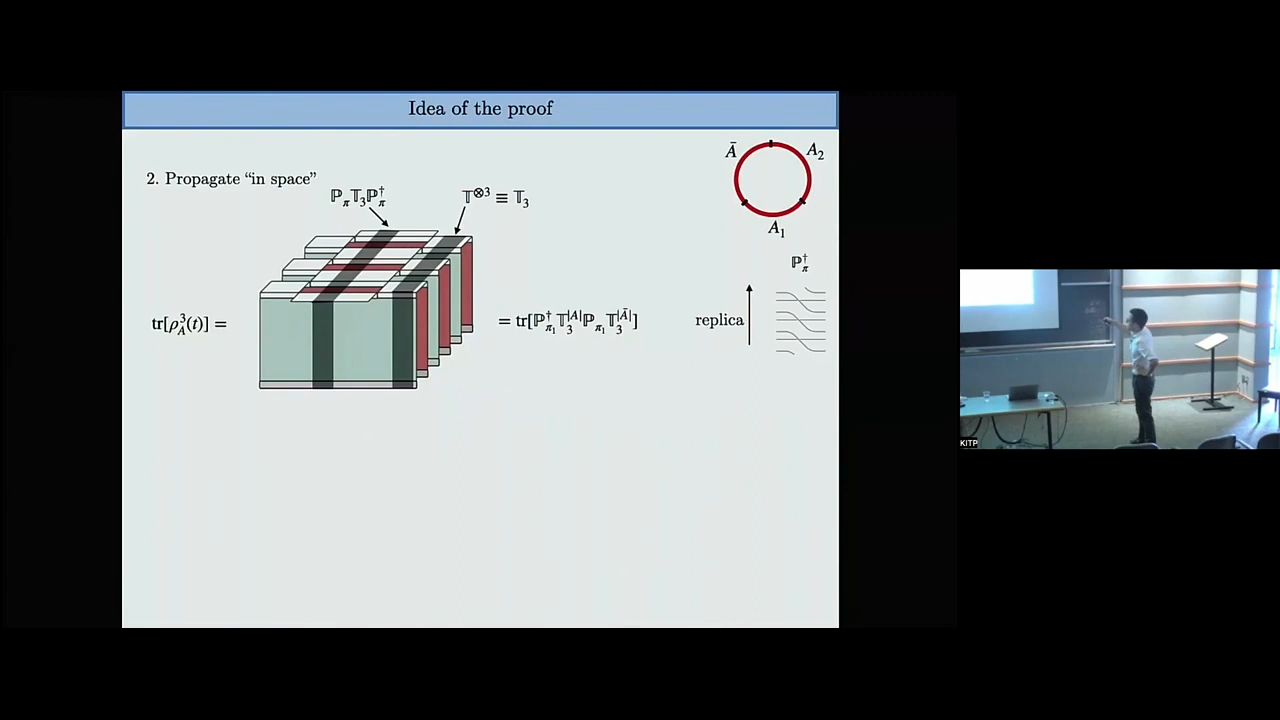 Idea of the proof
2. Propagate “in space”
ℙ_π 𝕋_3 ℙ_π^†
𝕋^{⊗3} ≡ 𝕋_3
Ā
A_2
A_1
ℙ_π^†
replica
tr[ρ_A^3(t)] =
= tr[ℙ_{π_1}^† 𝕋_3^{|A|} ℙ_{π_1} 𝕋_3^{|Ā|}]
KITP